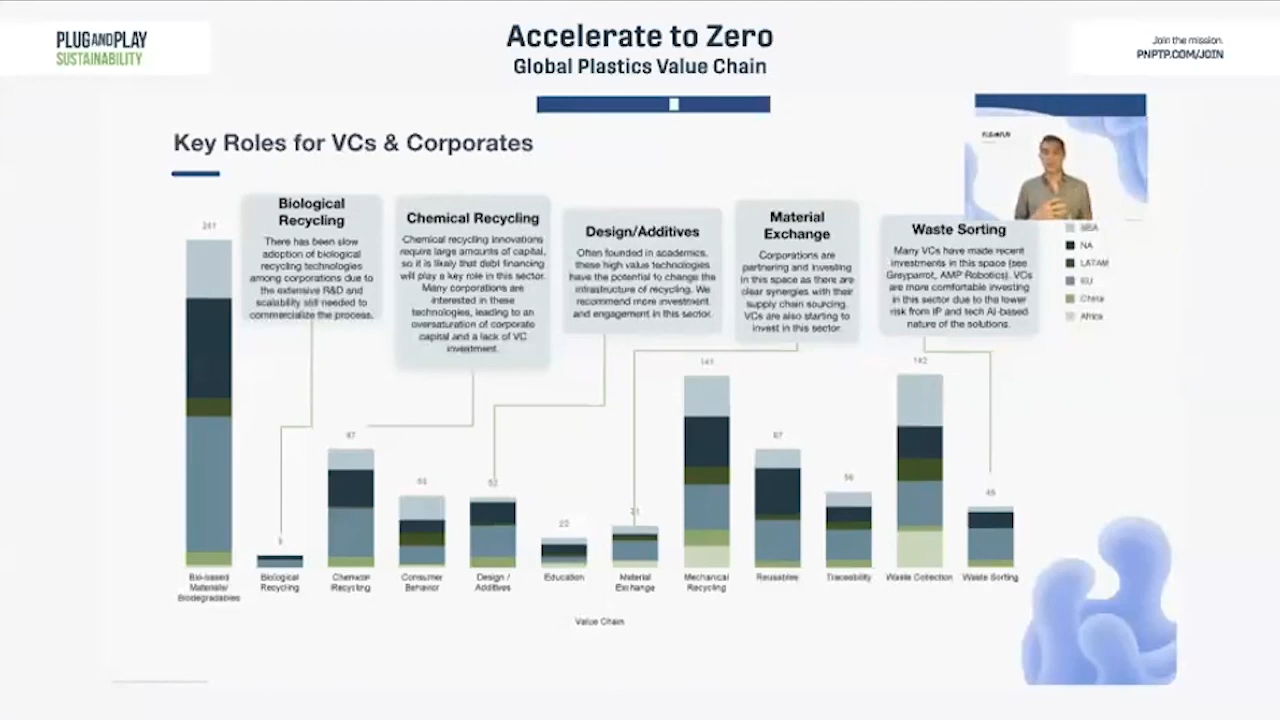 PLUG AND PLAY
SUSTAINABILITY
Accelerate to Zero
Global Plastics Value Chain
Join the mission.
PNPTP.COM/JOIN
Key Roles for VCs & Corporates
Biological
Recycling
There has been slow
adoption of biological
recycling technologies
among corporations due to
the extensive R&D and
scalability still needed to
commercialize the process.
Chemical Recycling
Chemical recycling innovations
require large amounts of capital,
so it is likely that debt financing
will play a key role in this sector.
Many corporations are
interested in these
technologies, leading to an
oversaturation of corporate
capital and a lack of VC
investment.
Design/Additives
Often founded in academics,
these high value technologies
have the potential to change the
infrastructure of recycling. We
recommend more investment
and engagement in this sector.
Material
Exchange
Corporations are
partnering and investing
in this space as there are
clear synergies with their
supply chain sourcing.
VCs are also starting to
invest in this sector.
Waste Sorting
Many VCs have made recent
investments in this space (see
Greyparrot, AMP Robotics). VCs
are more comfortable investing
in this sector due to the lower
risk from IP and tech AI-based
nature of the solutions.
NA
LATAM
EU
China
Africa
241
87
52
22
21
141
87
56
142
45
Bio-based
Materials/
Biodegradables
Biological
Recycling
Chemical
Recycling
Consumer
Behavior
Design /
Additives
Education
Material
Exchange
Mechanical
Recycling
Reusables
Traceability
Waste Collection
Waste Sorting
Value Chain